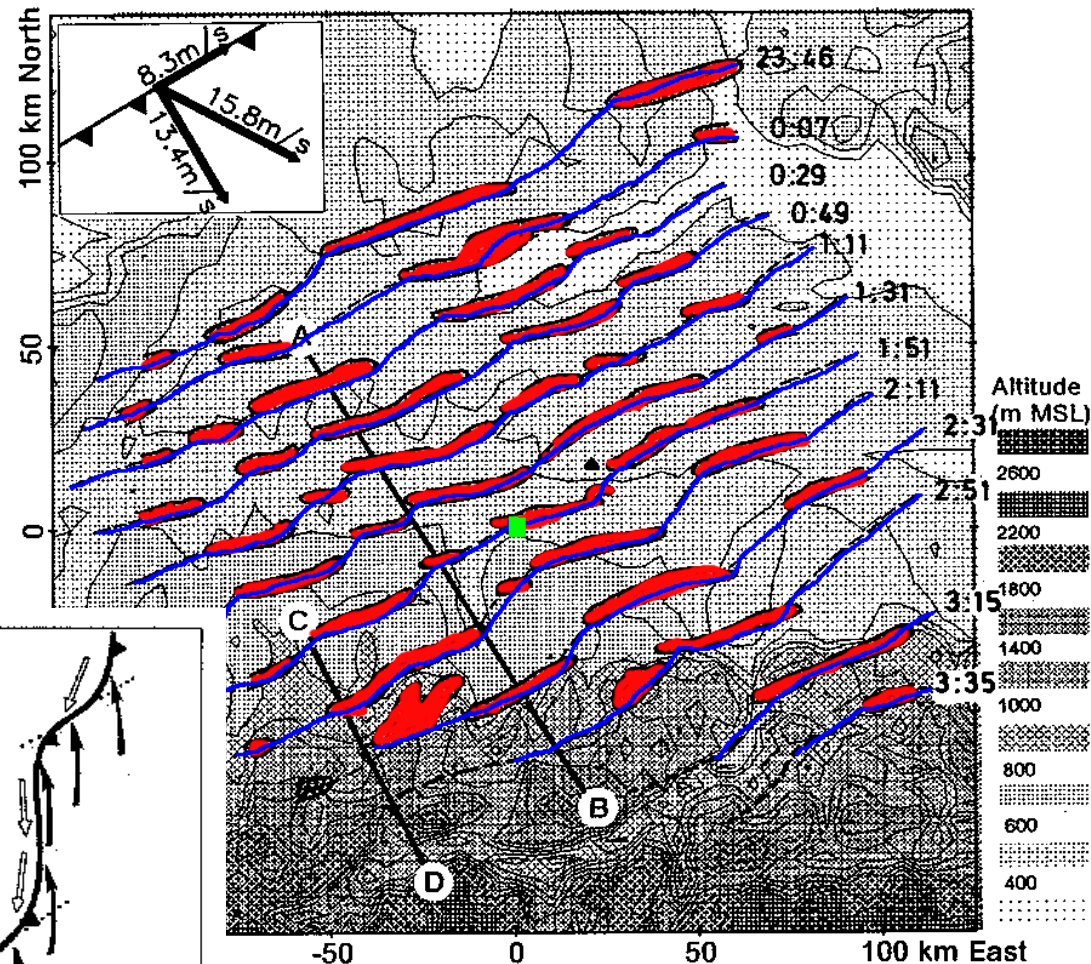 8.3m/s
15.8m/s
13.4m/s
100 km North
50
0
23:46
0:07
0:29
0:49
1:11
1:31
1:51
2:11
2:31
2:51
3:15
3:35
A
B
C
D
Altitude
(m MSL)
2600
2200
1800
1400
1000
800
600
400
-50
0
50
100 km East